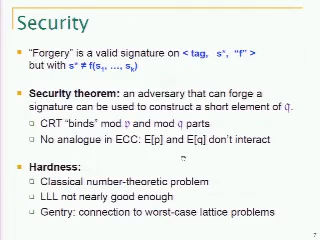 Security
"Forgery" is a valid signature on < tag, s*, "f" >
but with s* ≠ f(s₁, …, sₖ)
Security theorem: an adversary that can forge a
signature can be used to construct a short element of 𝔮.
CRT "binds" mod 𝔭 and mod 𝔮 parts
No analogue in ECC: E[p] and E[q] don't interact
Hardness:
Classical number-theoretic problem
LLL not nearly good enough
Gentry: connection to worst-case lattice problems
7